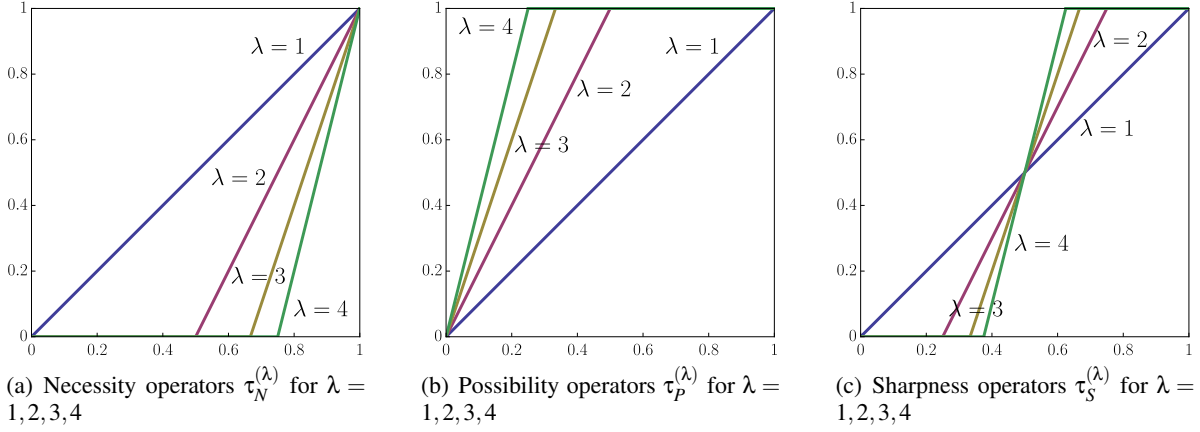 1
0.8
0.6
0.4
0.2
0
0 0.2 0.4 0.6 0.8 1
λ = 1
λ = 2
λ = 3
λ = 4
(a) Necessity operators τ_N^(λ) for λ =
1,2,3,4
1
0.8
0.6
0.4
0.2
0
0 0.2 0.4 0.6 0.8 1
λ = 4
λ = 1
λ = 2
λ = 3
(b) Possibility operators τ_P^(λ) for λ =
1,2,3,4
1
0.8
0.6
0.4
0.2
0
0 0.2 0.4 0.6 0.8 1
λ = 2
λ = 1
λ = 4
λ = 3
(c) Sharpness operators τ_S^(λ) for λ =
1,2,3,4